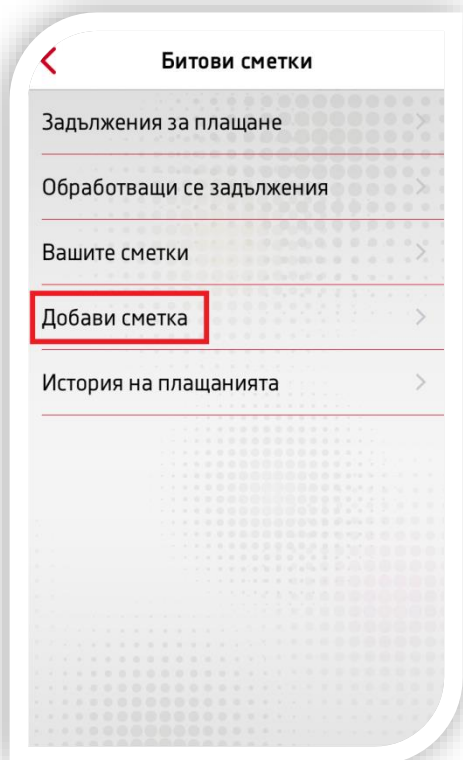 Битови сметки
Задължения за плащане
Обработващи се задължения
Вашите сметки
Добави сметка
История на плащанията